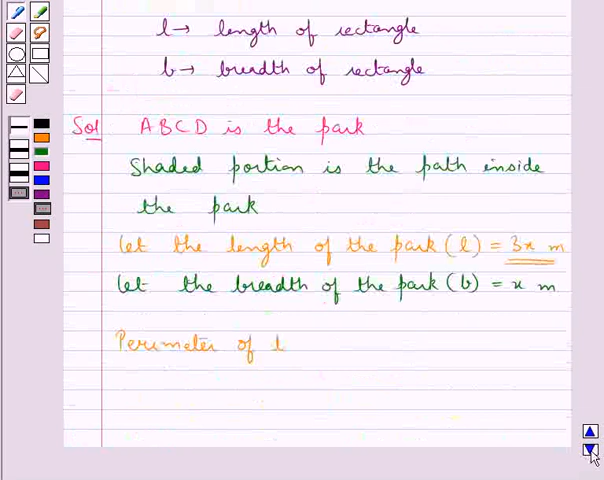 l → length of rectangle
b → breadth of rectangle
Sol ABCD is the park
Shaded portion is the path inside
the park
Let the length of the park (l) = 3x m
Let the breadth of the park (b) = x m
Perimeter of